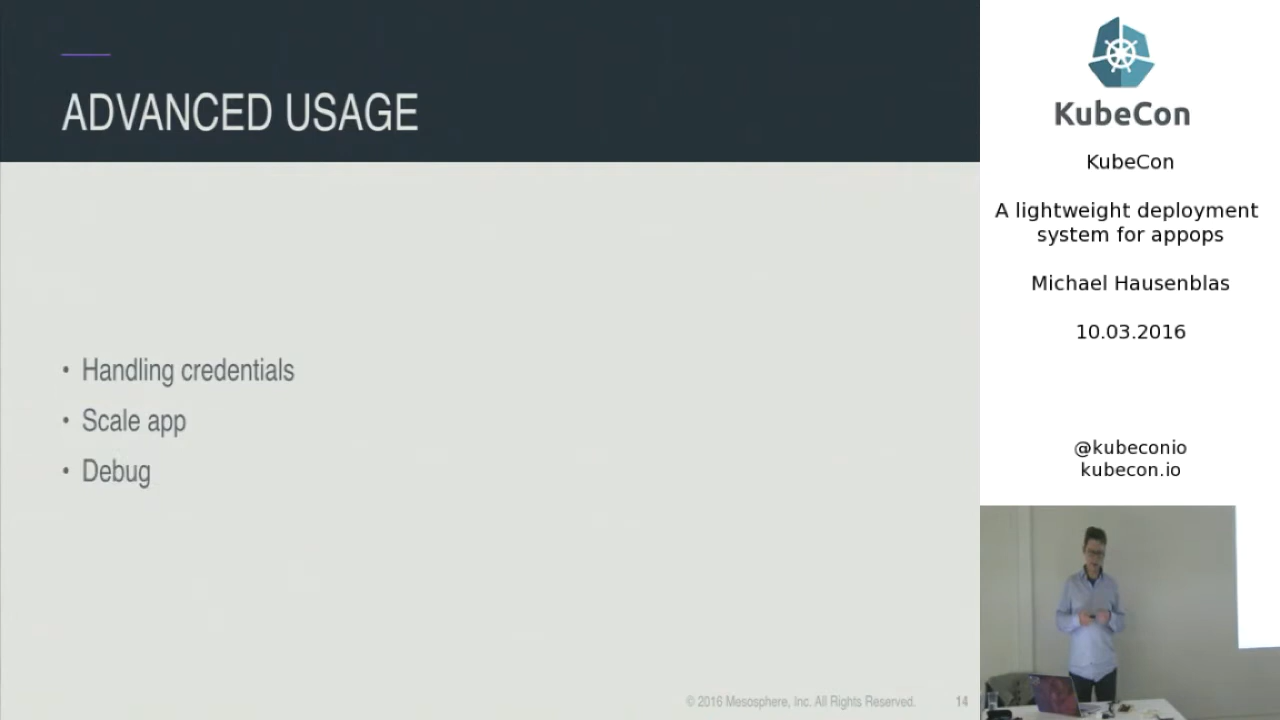 ADVANCED USAGE
• Handling credentials
• Scale app
• Debug
© 2016 Mesosphere, Inc. All Rights Reserved.
14
KubeCon
KubeCon
A lightweight deployment
system for appops
Michael Hausenblas
10.03.2016
@kubeconio
kubecon.io